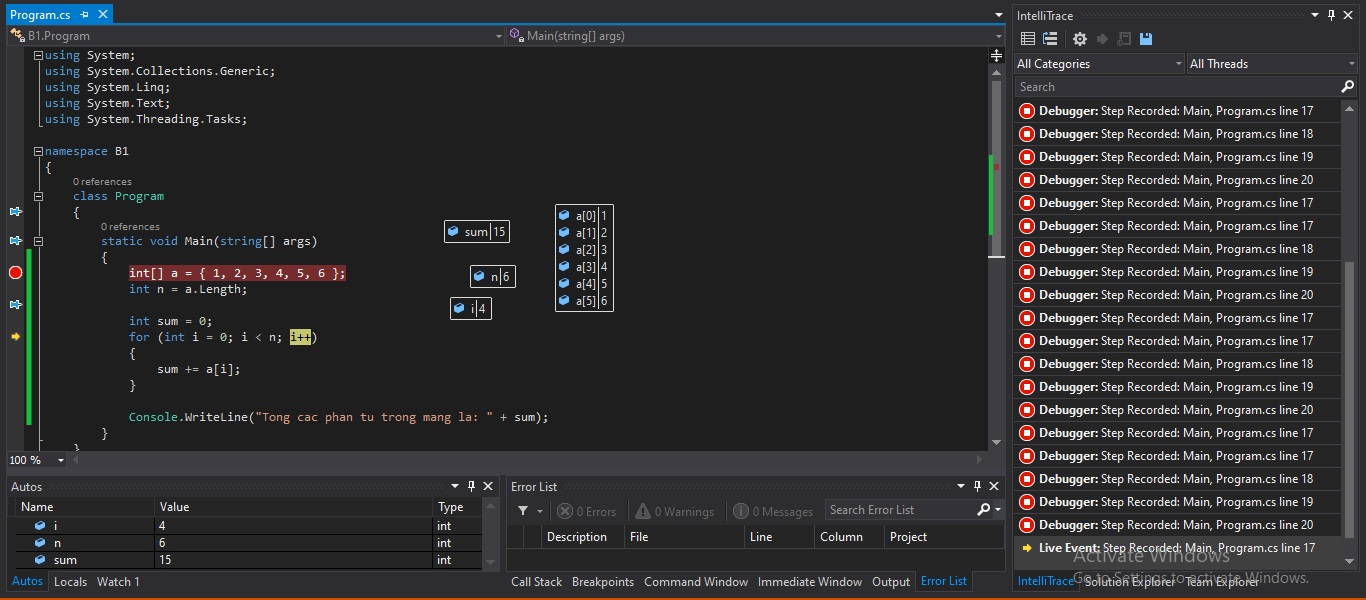 Program.cs
B1.Program
Main(string[] args)
using System;
using System.Collections.Generic;
using System.Linq;
using System.Text;
using System.Threading.Tasks;
namespace B1
{
0 references
class Program
{
0 references
static void Main(string[] args)
{
int[] a = { 1, 2, 3, 4, 5, 6 };
int n = a.Length;
int sum = 0;
for (int i = 0; i < n; i++)
{
sum += a[i];
}
Console.WriteLine("Tong cac phan tu trong mang la: " + sum);
}
}
sum 15
n 6
i 4
a[0] 1
a[1] 2
a[2] 3
a[3] 4
a[4] 5
a[5] 6
100 %
Autos
Name Value Type
i 4 int
n 6 int
sum 15 int
Autos Locals Watch 1
Error List
0 Errors 0 Warnings 0 Messages Search Error List
Description File Line Column Project
Call Stack Breakpoints Command Window Immediate Window Output Error List
IntelliTrace
All Categories All Threads
Search
Debugger: Step Recorded: Main, Program.cs line 17
Debugger: Step Recorded: Main, Program.cs line 18
Debugger: Step Recorded: Main, Program.cs line 19
Debugger: Step Recorded: Main, Program.cs line 20
Debugger: Step Recorded: Main, Program.cs line 17
Debugger: Step Recorded: Main, Program.cs line 17
Debugger: Step Recorded: Main, Program.cs line 18
Debugger: Step Recorded: Main, Program.cs line 19
Debugger: Step Recorded: Main, Program.cs line 20
Debugger: Step Recorded: Main, Program.cs line 17
Debugger: Step Recorded: Main, Program.cs line 17
Debugger: Step Recorded: Main, Program.cs line 18
Debugger: Step Recorded: Main, Program.cs line 19
Debugger: Step Recorded: Main, Program.cs line 20
Debugger: Step Recorded: Main, Program.cs line 17
Debugger: Step Recorded: Main, Program.cs line 17
Debugger: Step Recorded: Main, Program.cs line 18
Debugger: Step Recorded: Main, Program.cs line 19
Debugger: Step Recorded: Main, Program.cs line 20
Live Event: Step Recorded: Main, Program.cs line 17
Activate Windows
Go to Settings to activate Windows.
IntelliTrace Solution Explorer Team Explorer